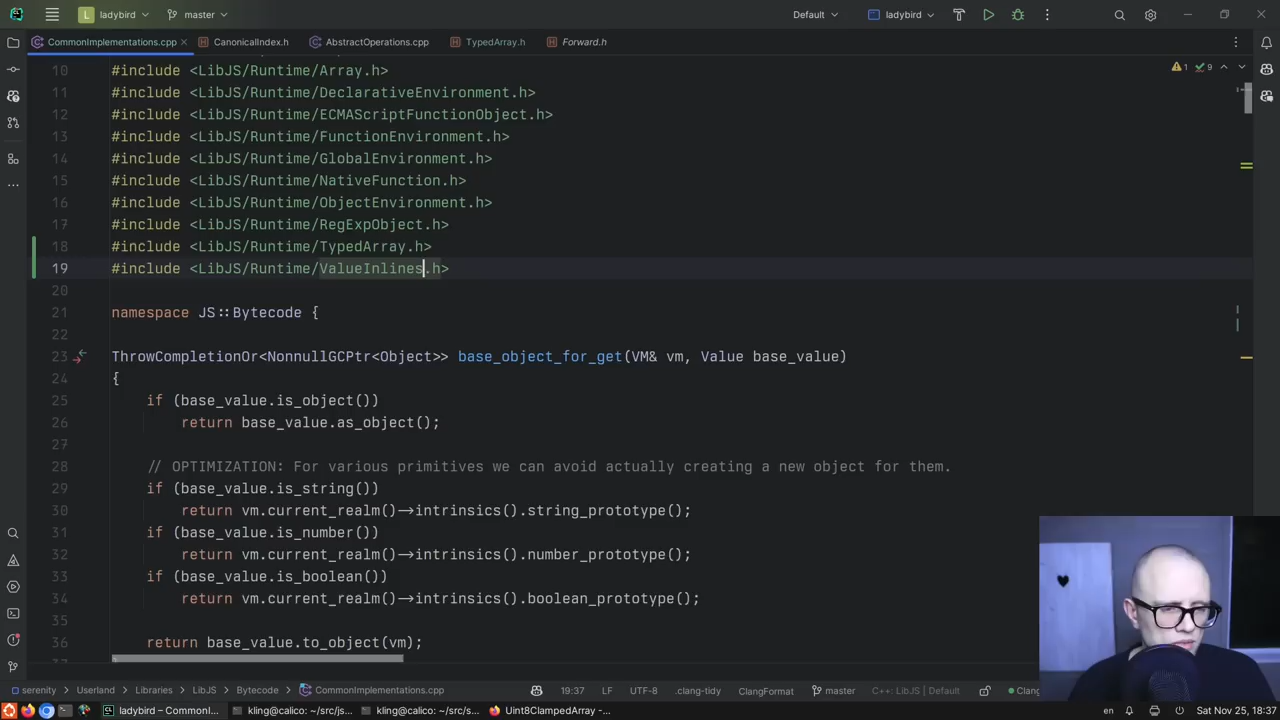 ladybird
master
Default
ladybird
CommonImplementations.cpp
CanonicalIndex.h
AbstractOperations.cpp
TypedArray.h
Forward.h
1
9
10 #include <LibJS/Runtime/Array.h>
11 #include <LibJS/Runtime/DeclarativeEnvironment.h>
12 #include <LibJS/Runtime/ECMAScriptFunctionObject.h>
13 #include <LibJS/Runtime/FunctionEnvironment.h>
14 #include <LibJS/Runtime/GlobalEnvironment.h>
15 #include <LibJS/Runtime/NativeFunction.h>
16 #include <LibJS/Runtime/ObjectEnvironment.h>
17 #include <LibJS/Runtime/RegExpObject.h>
18 #include <LibJS/Runtime/TypedArray.h>
19 #include <LibJS/Runtime/ValueInlines.h>
20
21 namespace JS::Bytecode {
22
23 ThrowCompletionOr<NonnullGCPtr<Object>> base_object_for_get(VM& vm, Value base_value)
24 {
25 if (base_value.is_object())
26 return base_value.as_object();
27
28 // OPTIMIZATION: For various primitives we can avoid actually creating a new object for them.
29 if (base_value.is_string())
30 return vm.current_realm()->intrinsics().string_prototype();
31 if (base_value.is_number())
32 return vm.current_realm()->intrinsics().number_prototype();
33 if (base_value.is_boolean())
34 return vm.current_realm()->intrinsics().boolean_prototype();
35
36 return base_value.to_object(vm);
serenity > Userland > Libraries > LibJS > Bytecode > CommonImplementations.cpp
19:37
LF
UTF-8
.clang-tidy
ClangFormat
master
C++: LibJS | Default
Clang
ladybird – CommonI...
kling@calico: ~/src/js...
kling@calico: ~/src/s...
Uint8ClampedArray -...
en
Sat Nov 25, 18:37